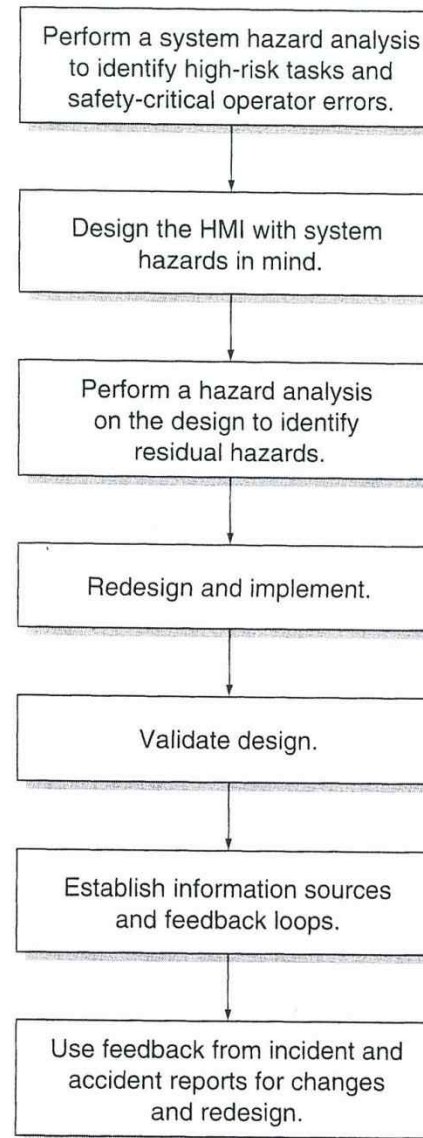 Perform a system hazard analysis
to identify high-risk tasks and
safety-critical operator errors.
Design the HMI with system
hazards in mind.
Perform a hazard analysis
on the design to identify
residual hazards.
Redesign and implement.
Validate design.
Establish information sources
and feedback loops.
Use feedback from incident and
accident reports for changes
and redesign.